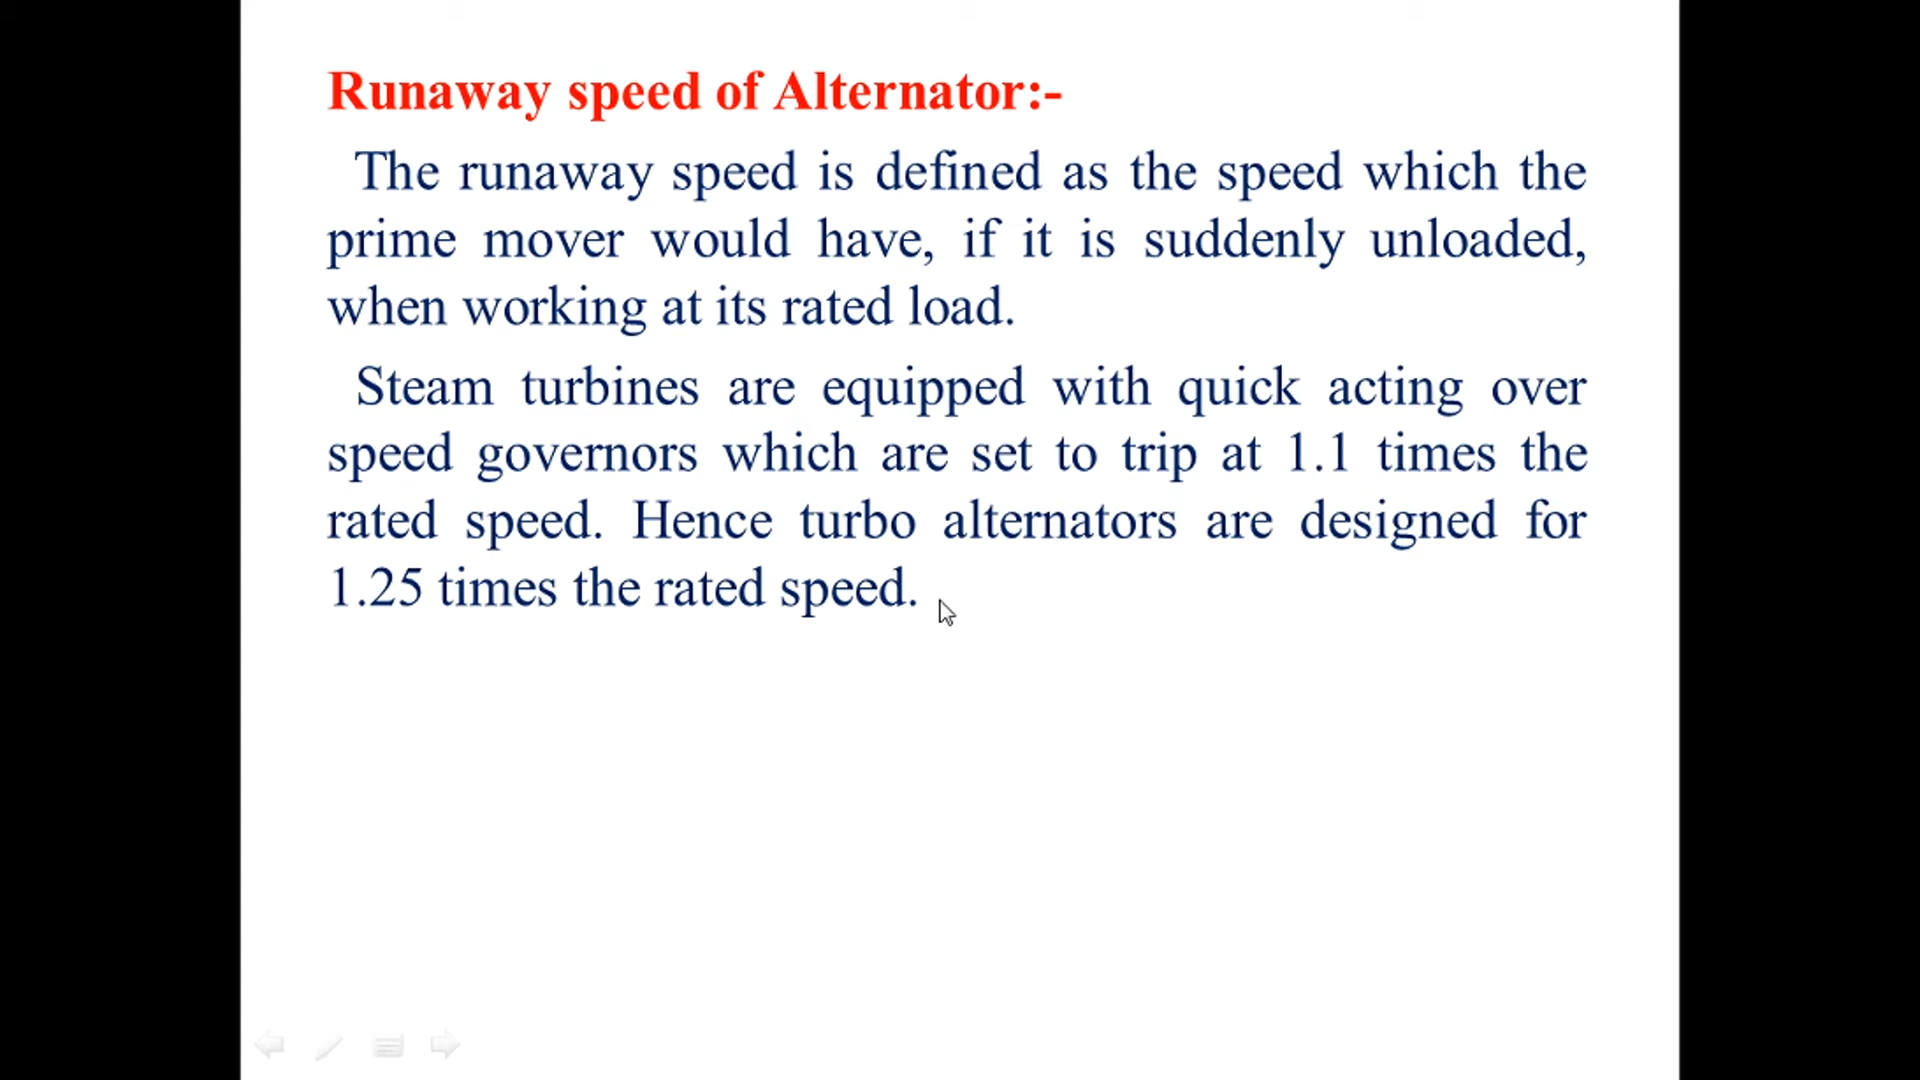 Runaway speed of Alternator:-
The runaway speed is defined as the speed which the
prime mover would have, if it is suddenly unloaded,
when working at its rated load.
Steam turbines are equipped with quick acting over
speed governors which are set to trip at 1.1 times the
rated speed. Hence turbo alternators are designed for
1.25 times the rated speed.